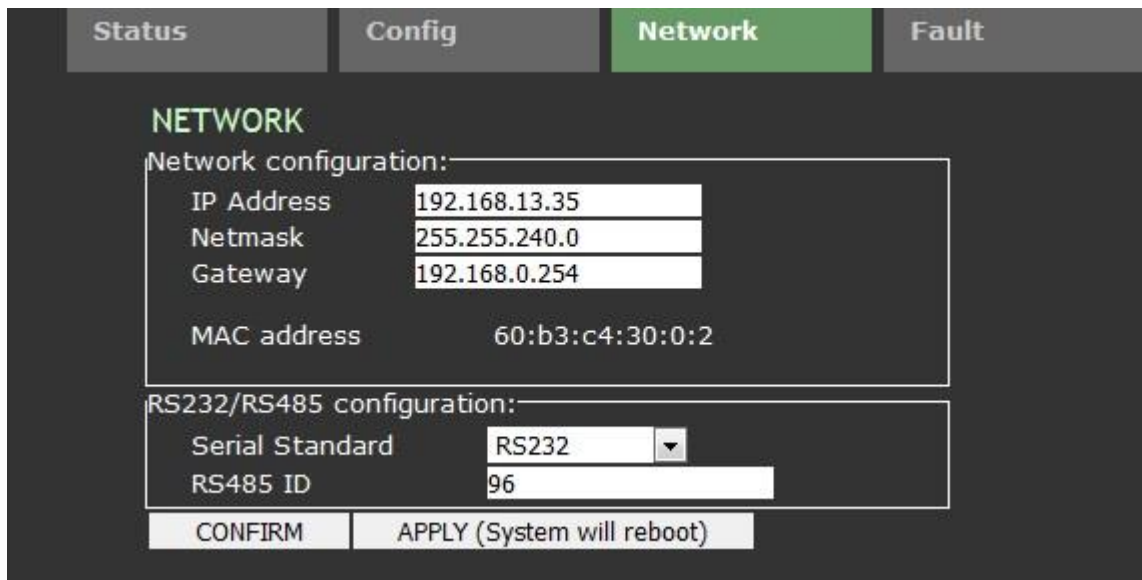 Status Config Network Fault
NETWORK
Network configuration:
IP Address 192.168.13.35
Netmask 255.255.240.0
Gateway 192.168.0.254
MAC address 60:b3:c4:30:0:2
RS232/RS485 configuration:
Serial Standard RS232
RS485 ID 96
CONFIRM APPLY (System will reboot)